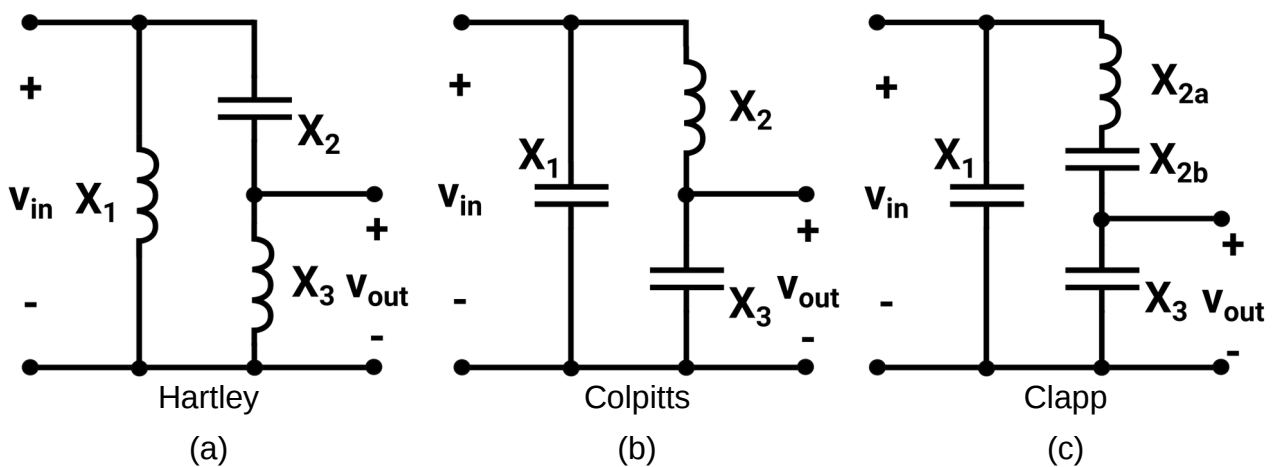 +
vin
-
X1
X2
X3
+
vout
-
Hartley
(a)
+
vin
-
X1
X2
X3
+
vout
-
Colpitts
(b)
+
vin
-
X1
X2a
X2b
X3
+
vout
-
Clapp
(c)